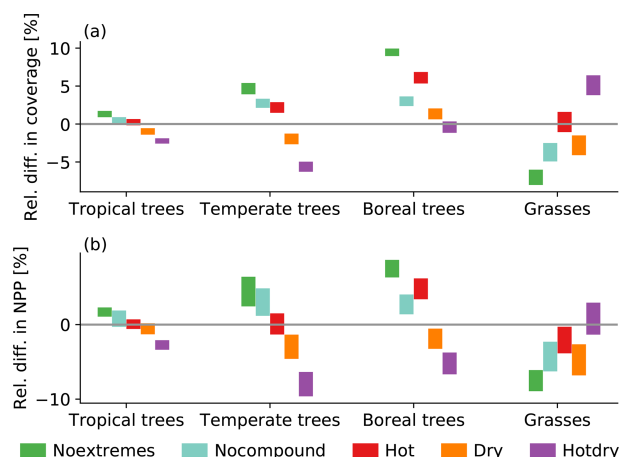 (a)
Rel. diff. in coverage [%]
10
5
0
−5
Tropical trees Temperate trees Boreal trees Grasses
(b)
Rel. diff. in NPP [%]
0
−10
Tropical trees Temperate trees Boreal trees Grasses
Noextremes Nocompound Hot Dry Hotdry